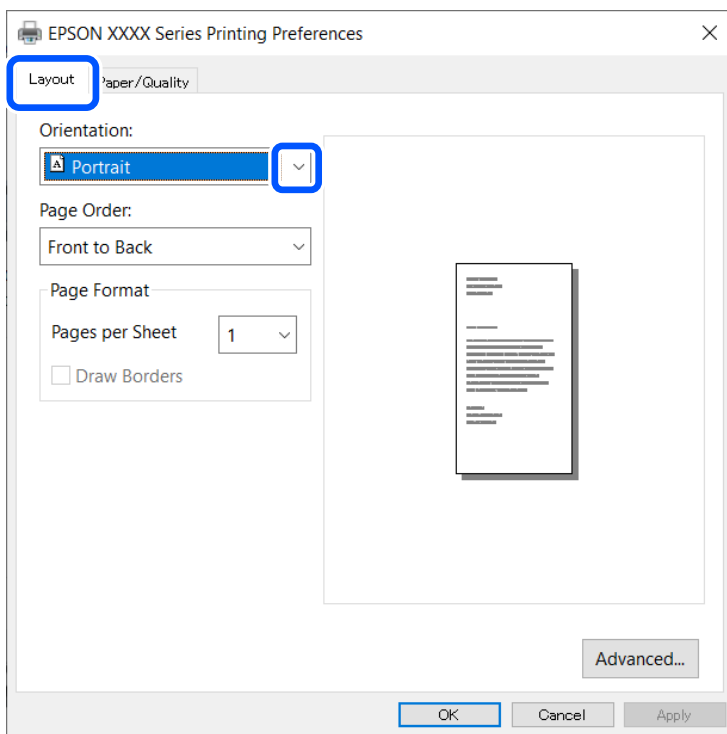 EPSON XXXX Series Printing Preferences
Layout
Paper/Quality
Orientation:
A Portrait
Page Order:
Front to Back
Page Format
Pages per Sheet 1
Draw Borders
Advanced...
OK Cancel Apply